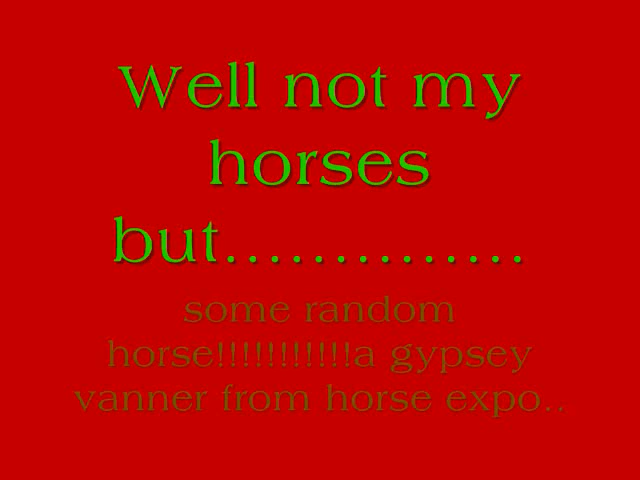 Well not my
horses
but..............
some random
horse!!!!!!!!!!!a gypsey
vanner from horse expo..